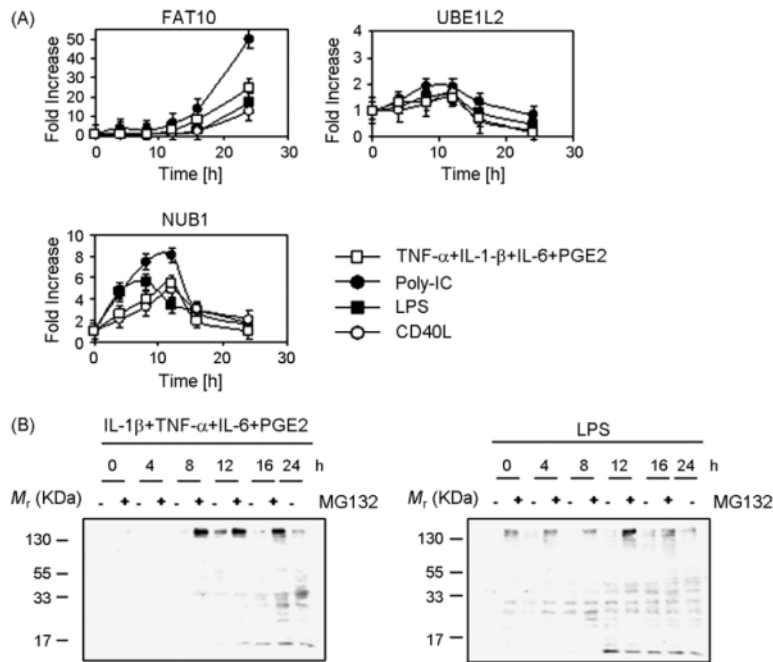 (A)
FAT10
Fold Increase
50
40
30
20
10
0
0 10 20 30
Time [h]
UBE1L2
Fold Increase
4
2
0
0 10 20 30
Time [h]
NUB1
Fold Increase
10
8
6
4
2
0
0 10 20 30
Time [h]
TNF-α+IL-1-β+IL-6+PGE2
Poly-IC
LPS
CD40L
(B)
IL-1β+TNF-α+IL-6+PGE2
0 4 8 12 16 24 h
Mr (KDa) - + - + - + - + - + - MG132
130
55
33
17
LPS
0 4 8 12 16 24 h
Mr (KDa) - + - + - + - + - + - MG132
130
55
33
17